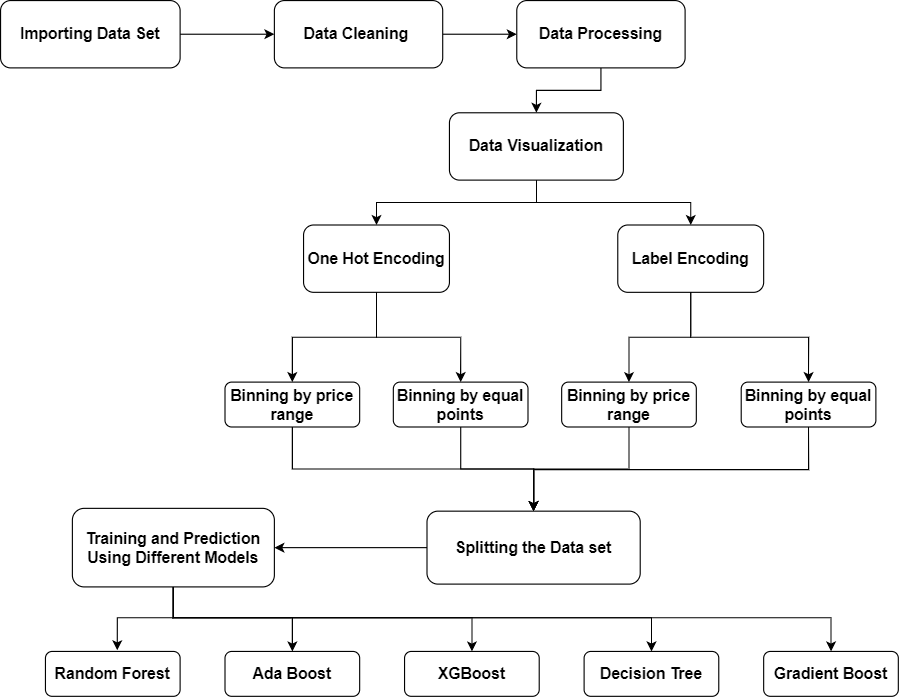 Importing Data Set
Data Cleaning
Data Processing
Data Visualization
One Hot Encoding
Label Encoding
Binning by price
range
Binning by equal
points
Binning by price
range
Binning by equal
points
Training and Prediction
Using Different Models
Splitting the Data set
Random Forest
Ada Boost
XGBoost
Decision Tree
Gradient Boost